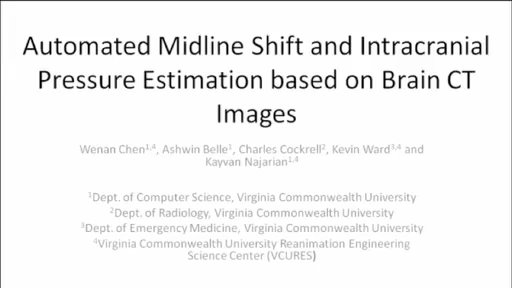 Automated Midline Shift and Intracranial
Pressure Estimation based on Brain CT
Images
Wenan Chen1,4, Ashwin Belle1, Charles Cockrell2, Kevin Ward3,4 and
Kayvan Najarian1,4
1Dept. of Computer Science, Virginia Commonwealth University
2Dept. of Radiology, Virginia Commonwealth University
3Dept. of Emergency Medicine, Virginia Commonwealth University
4Virginia Commonwealth University Reanimation Engineering
Science Center (VCURES)